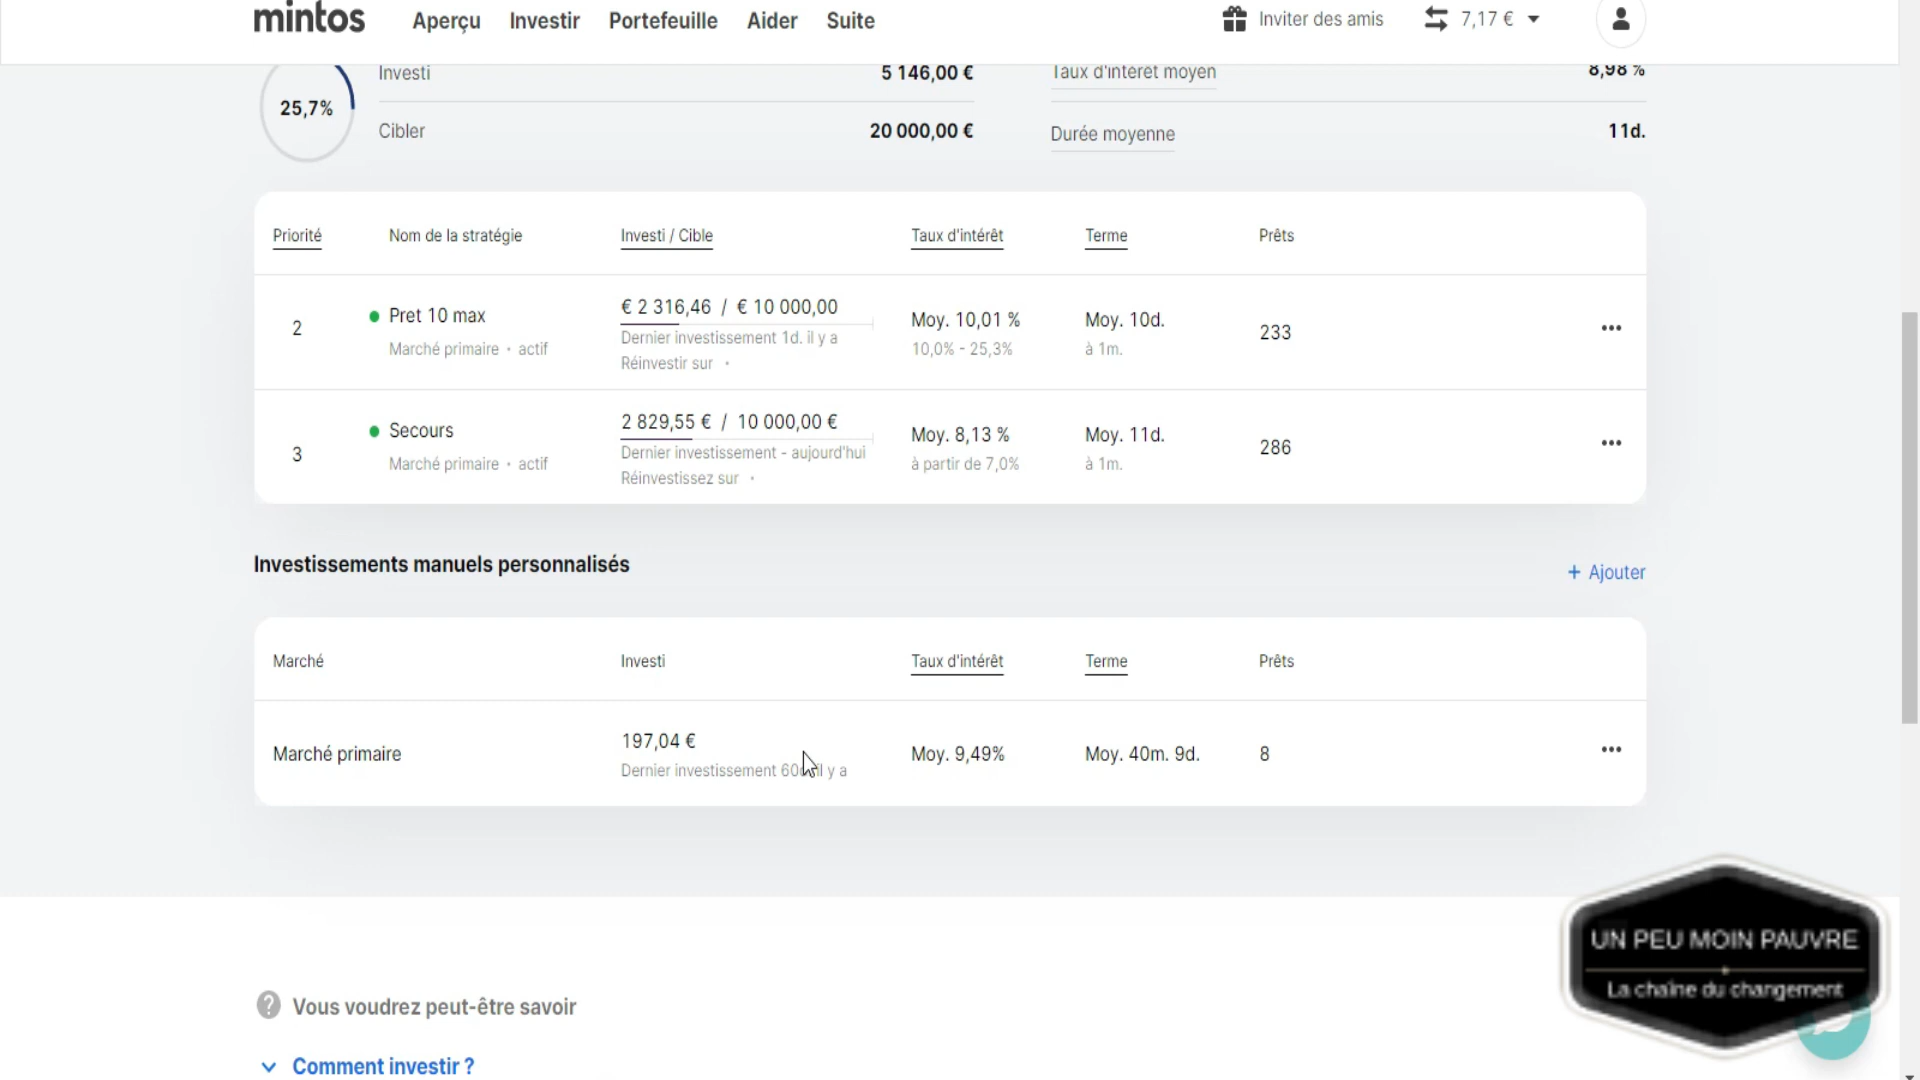 mintos Aperçu Investir Portefeuille Aider Suite Inviter des amis 7,17 €
25,7%
Investi 5 146,00 € Taux d'intérêt moyen 8,98 %
Cibler 20 000,00 € Durée moyenne 11d.
Priorité Nom de la stratégie Investi / Cible Taux d'intérêt Terme Prêts
2 Pret 10 max € 2 316,46 / € 10 000,00 Moy. 10,01 % Moy. 10d. 233
Marché primaire • actif Dernier investissement 1d. il y a 10,0% - 25,3% à 1m.
Réinvestir sur •
3 Secours 2 829,55 € / 10 000,00 € Moy. 8,13 % Moy. 11d. 286
Marché primaire • actif Dernier investissement - aujourd'hui à partir de 7,0% à 1m.
Réinvestissez sur •
Investissements manuels personnalisés + Ajouter
Marché Investi Taux d'intérêt Terme Prêts
Marché primaire 197,04 € Moy. 9,49% Moy. 40m. 9d. 8
Dernier investissement il y a
UN PEU MOIN PAUVRE
La chaîne du changement
? Vous voudrez peut-être savoir
Comment investir ?